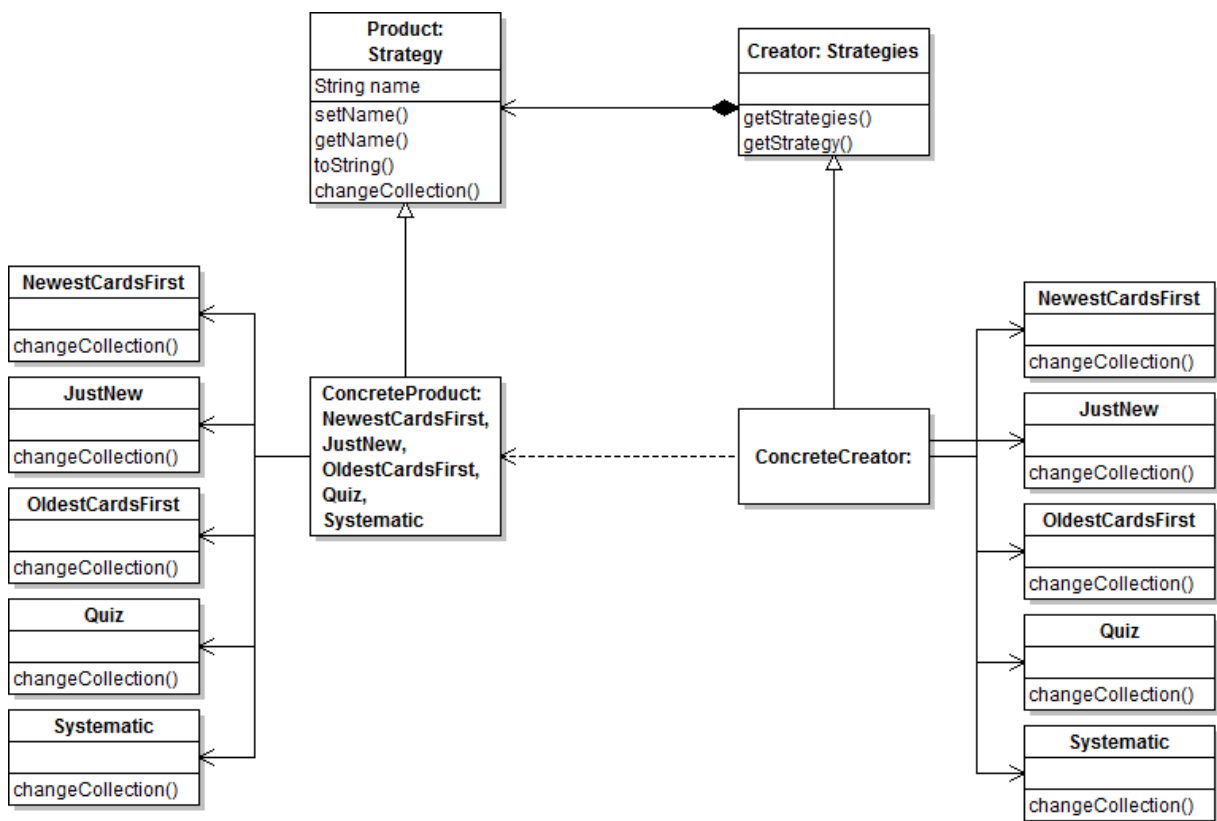 Product:
Strategy
String name
setName()
getName()
toString()
changeCollection()
Creator: Strategies
getStrategies()
getStrategy()
NewestCardsFirst
changeCollection()
JustNew
changeCollection()
OldestCardsFirst
changeCollection()
Quiz
changeCollection()
Systematic
changeCollection()
ConcreteProduct:
NewestCardsFirst,
JustNew,
OldestCardsFirst,
Quiz,
Systematic
ConcreteCreator:
NewestCardsFirst
changeCollection()
JustNew
changeCollection()
OldestCardsFirst
changeCollection()
Quiz
changeCollection()
Systematic
changeCollection()